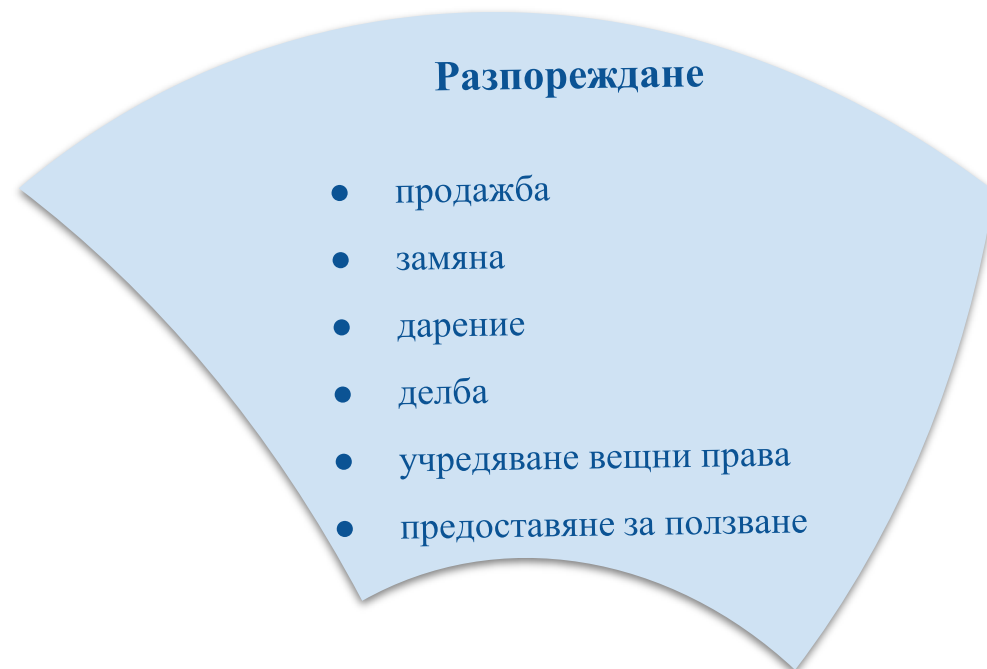 Разпореждане
● продажба
● замяна
● дарение
● делба
● учредяване вещни права
● предоставяне за ползване